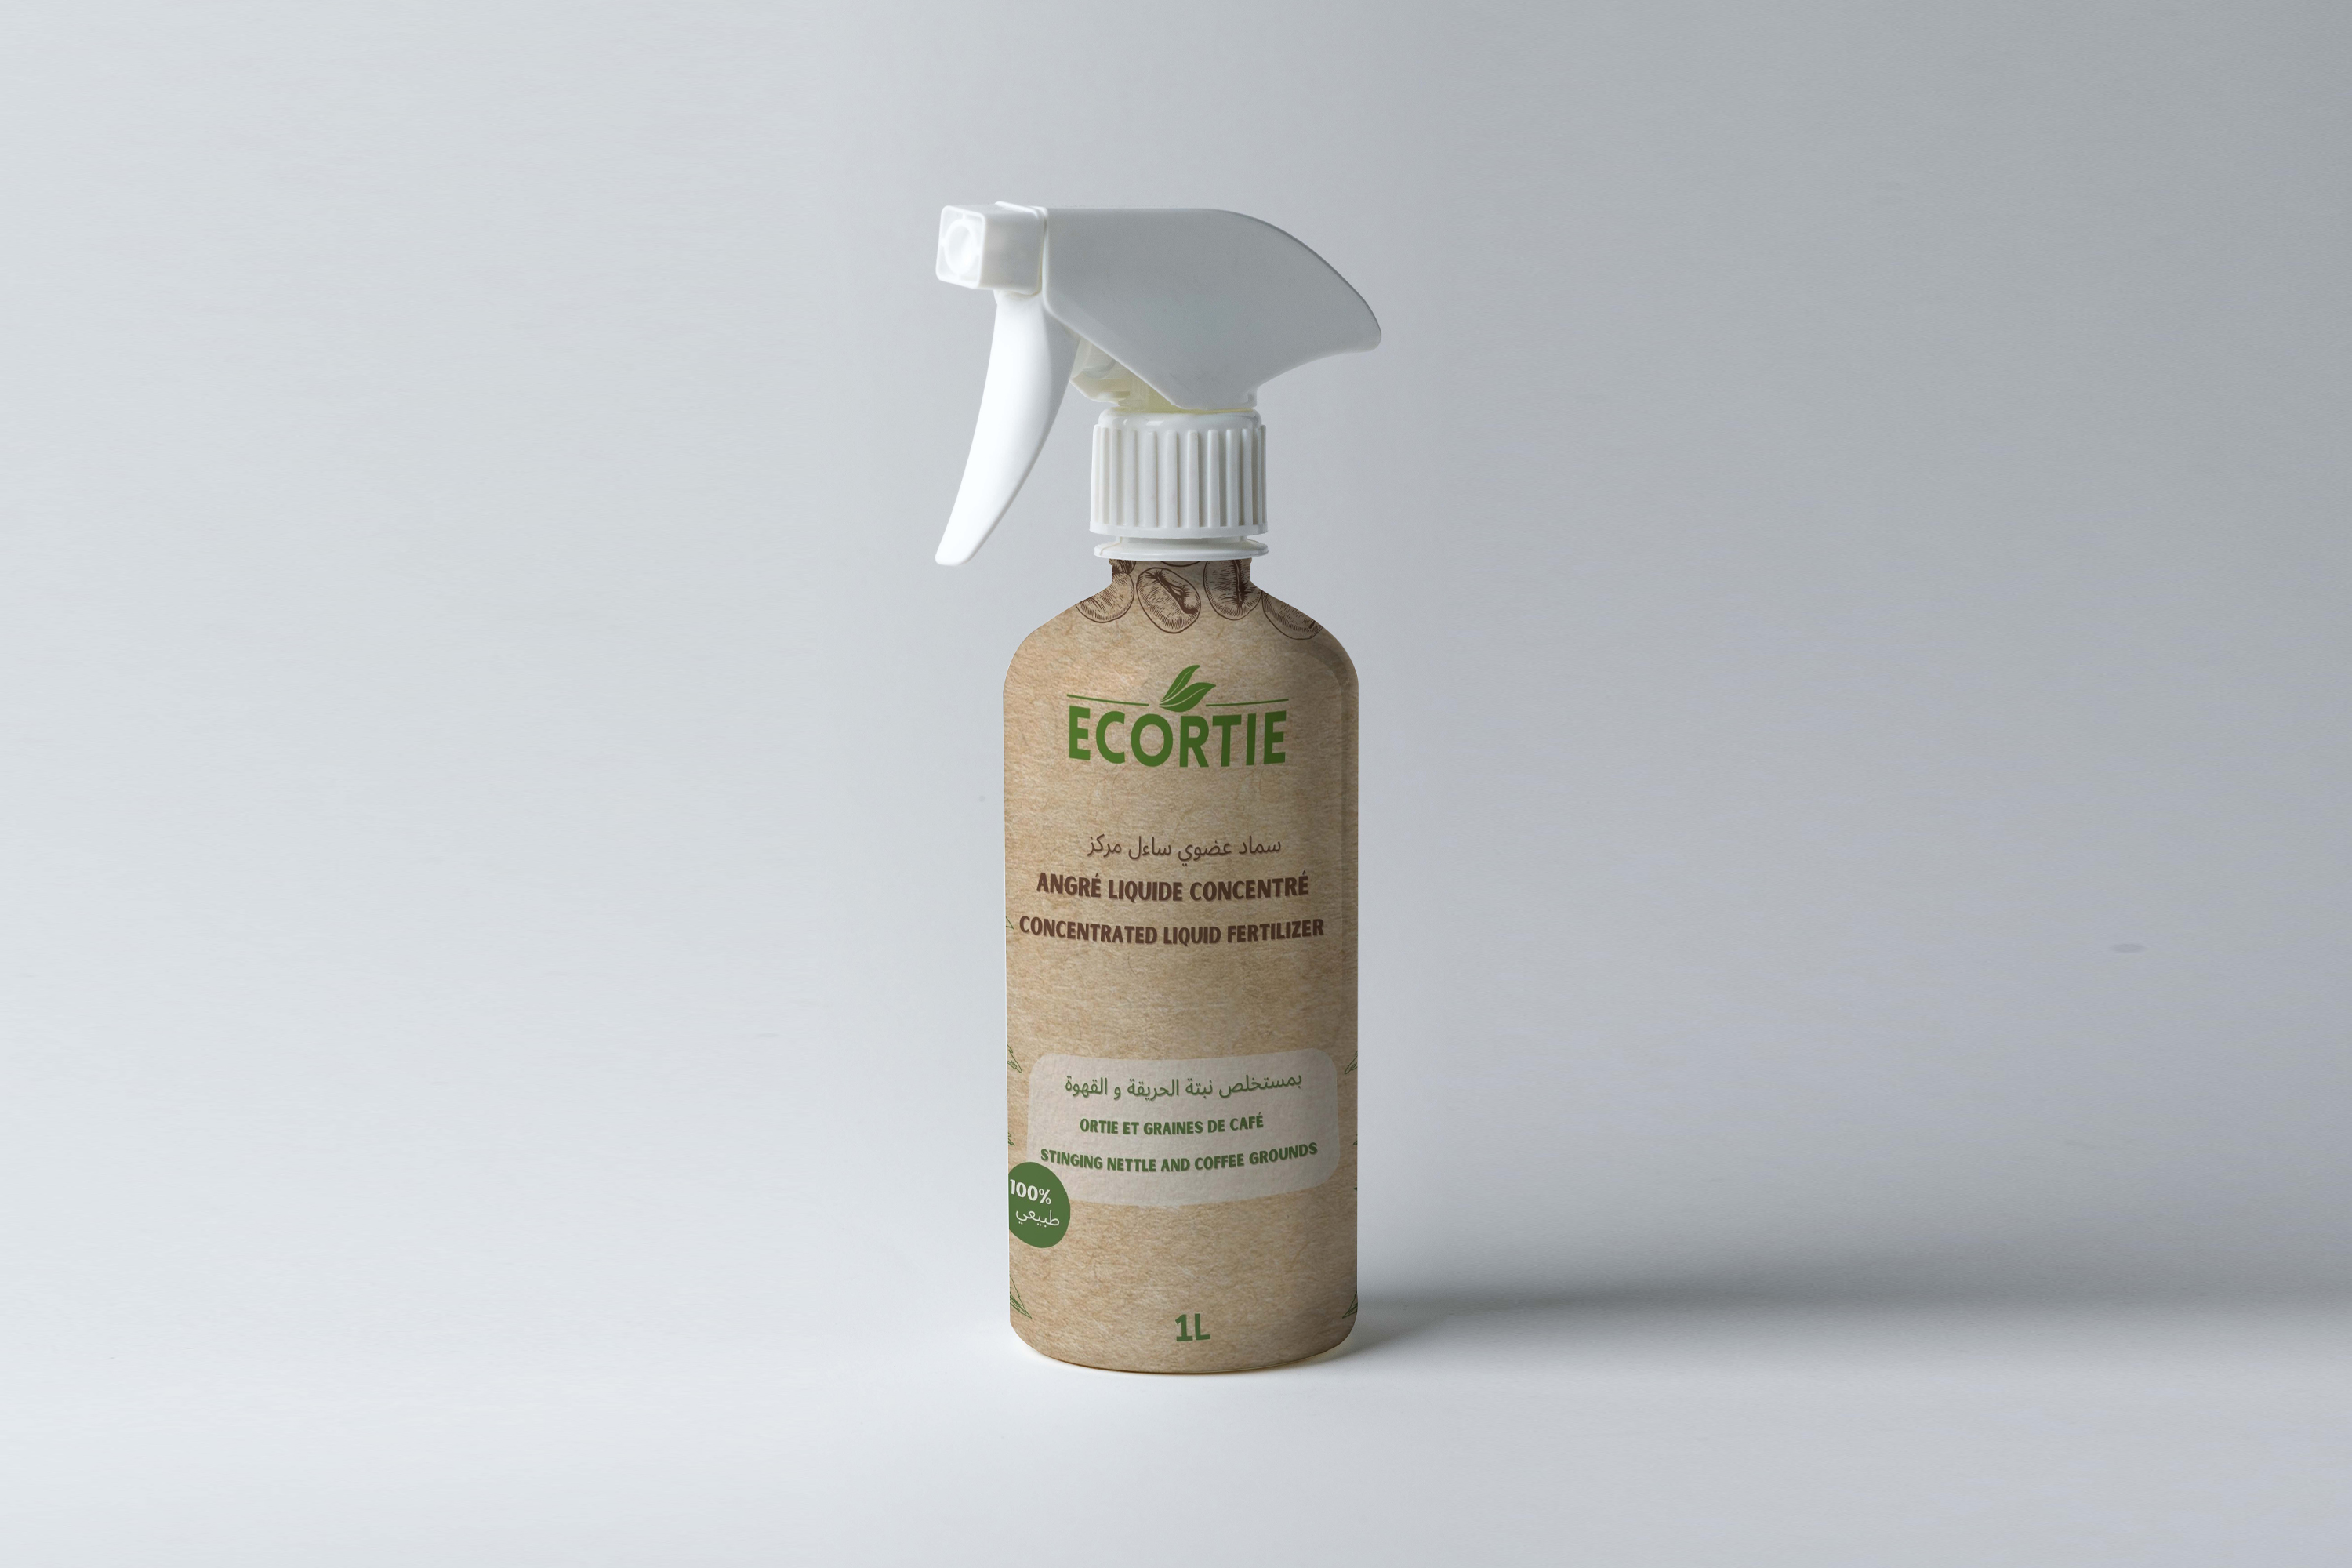 ECORTIE
سماد عضوي ساءل مركز
ANGRÉ LIQUIDE CONCENTRÉ
CONCENTRATED LIQUID FERTILIZER
بمستخلص نبتة الحريقة و القهوة
ORTIE ET GRAINES DE CAFÉ
STINGING NETTLE AND COFFEE GROUNDS
100%
طبيعي
1L